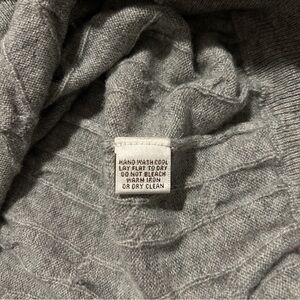 HAND WASH COOL
LAY FLAT TO DRY
DO NOT BLEACH
WARM IRON
OR DRY CLEAN